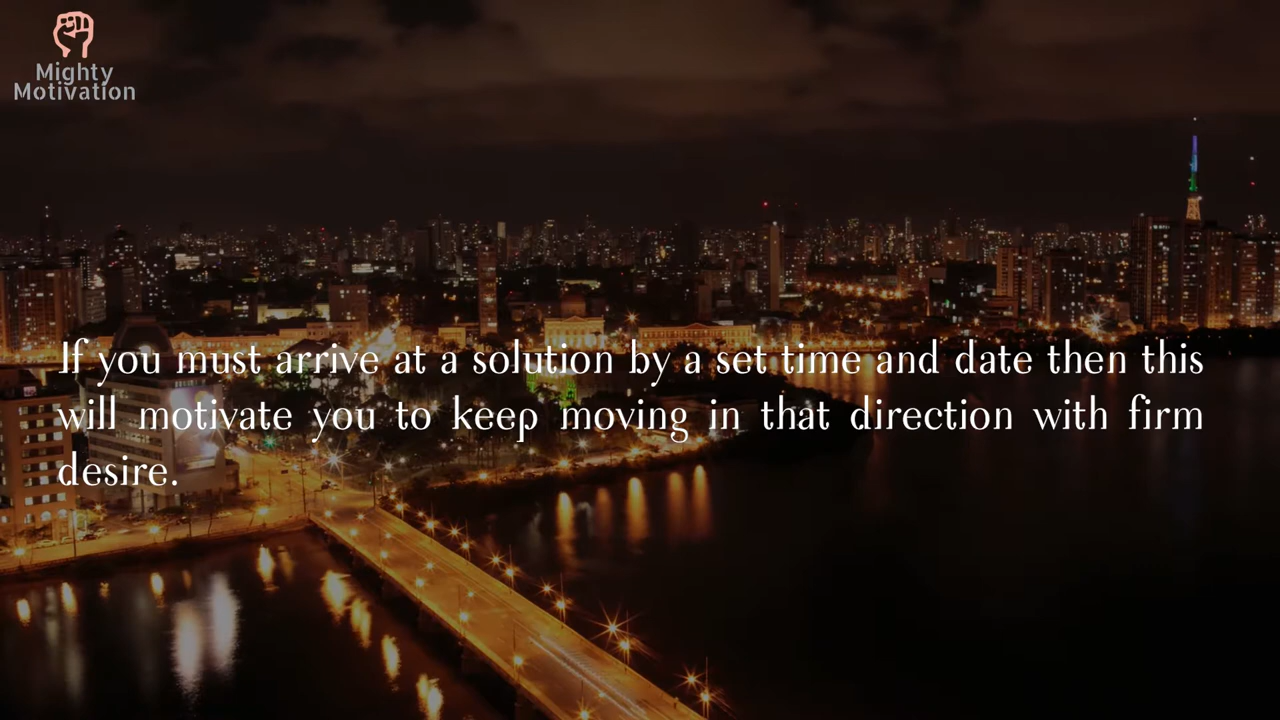 Mighty
Motivation
If you must arrive at a solution by a set time and date then this
will motivate you to keep moving in that direction with firm
desire.